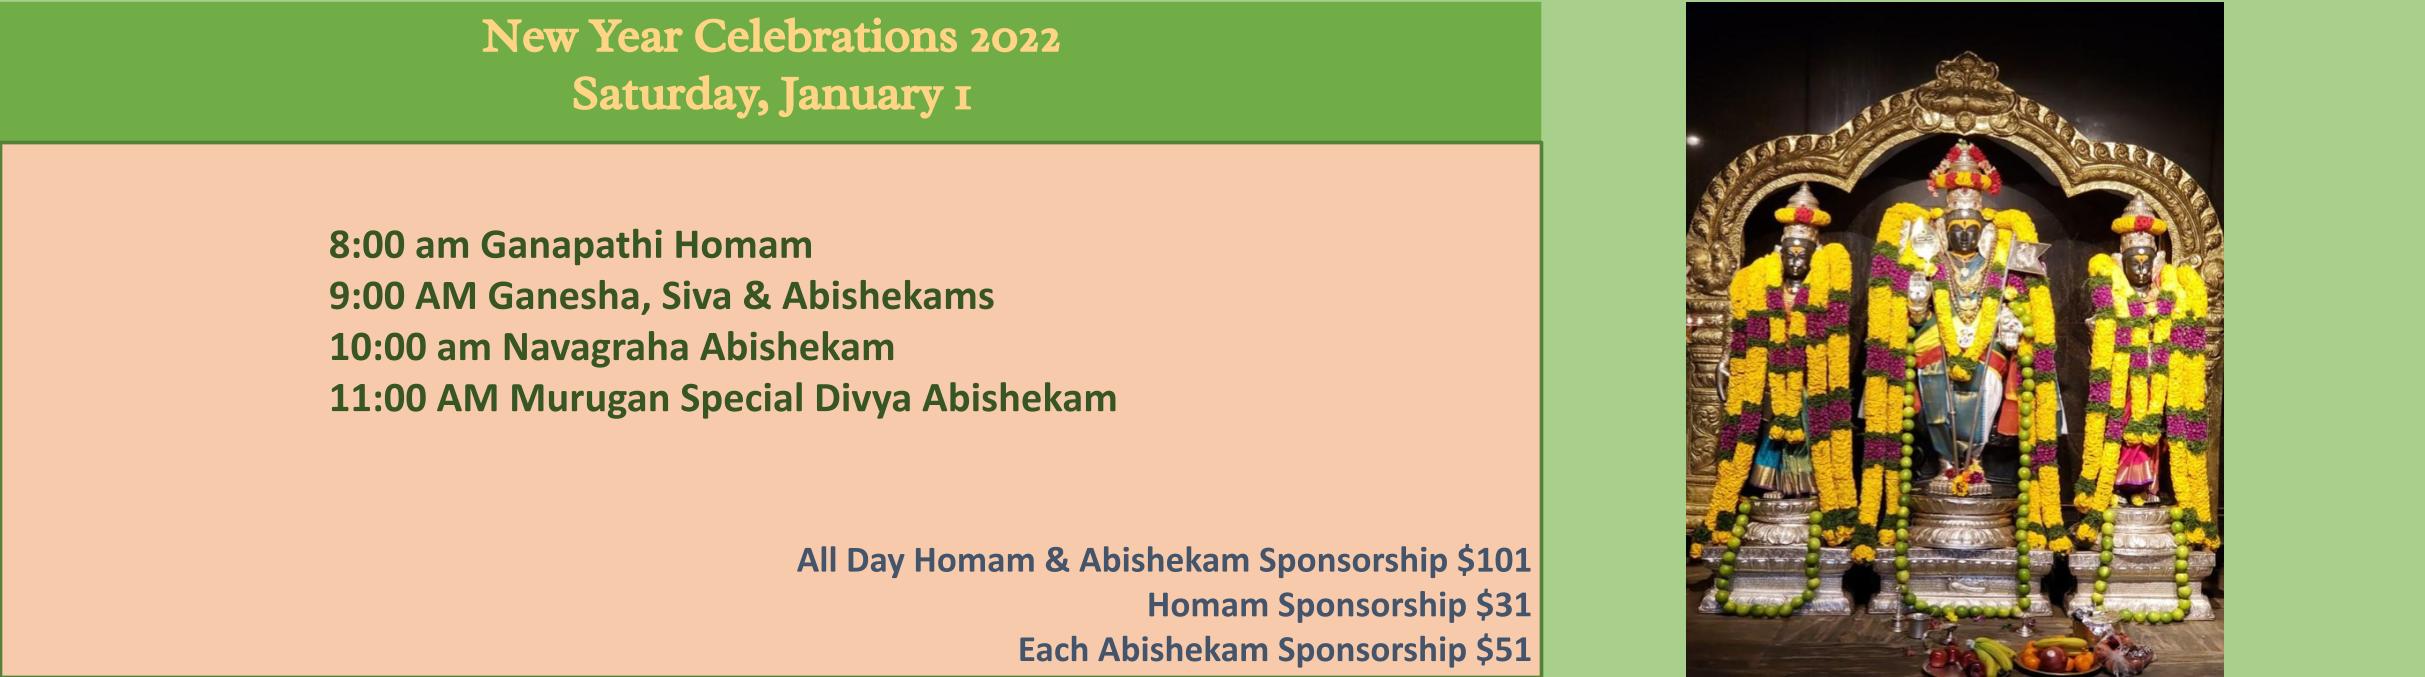 New Year Celebrations 2022
Saturday, January 1
8:00 am Ganapathi Homam
9:00 AM Ganesha, Siva & Abishekams
10:00 am Navagraha Abishekam
11:00 AM Murugan Special Divya Abishekam
All Day Homam & Abishekam Sponsorship $101
Homam Sponsorship $31
Each Abishekam Sponsorship $51